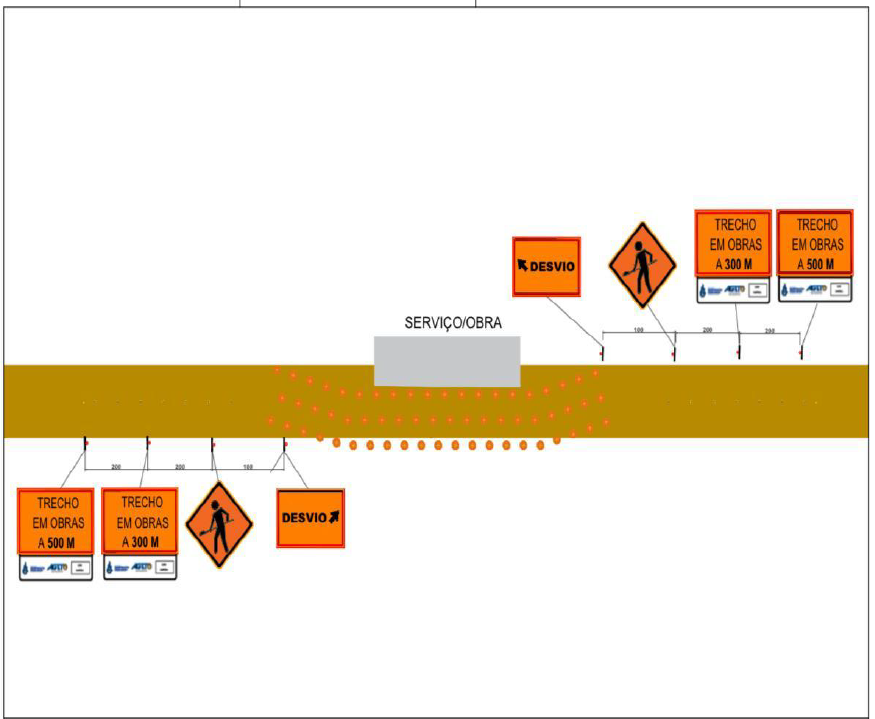 TRECHO
EM OBRAS
A 300 M
TRECHO
EM OBRAS
A 500 M
DESVIO
SERVIÇO/OBRA
100
200
200
200
200
100
TRECHO
EM OBRAS
A 500 M
TRECHO
EM OBRAS
A 300 M
DESVIO